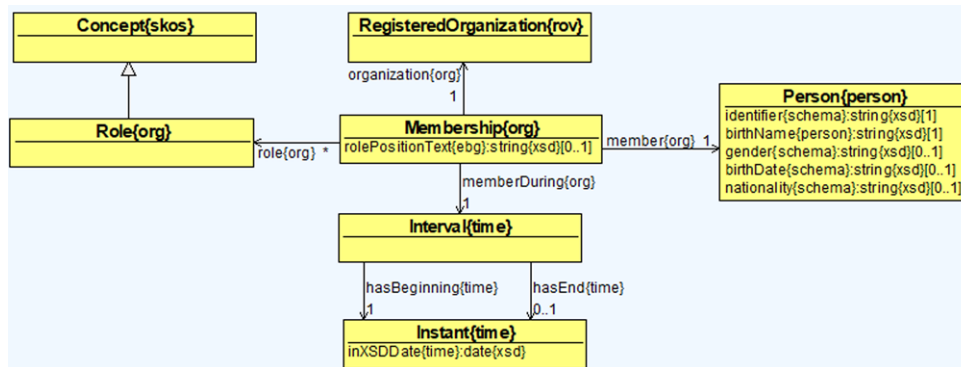 Concept{skos}
RegisteredOrganization{rov}
organization{org}
1
Person{person}
identifier{schema}:string{xsd}[1]
birthName{person}:string{xsd}[1]
gender{schema}:string{xsd}[0..1]
birthDate{schema}:string{xsd}[0..1]
nationality{schema}:string{xsd}[0..1]
Role{org}
role{org} *
Membership{org}
rolePositionText{ebg}:string{xsd}[0..1]
member{org} 1
memberDuring{org}
1
Interval{time}
hasBeginning{time}
1
hasEnd{time}
0..1
Instant{time}
inXSDDate{time}:date{xsd}